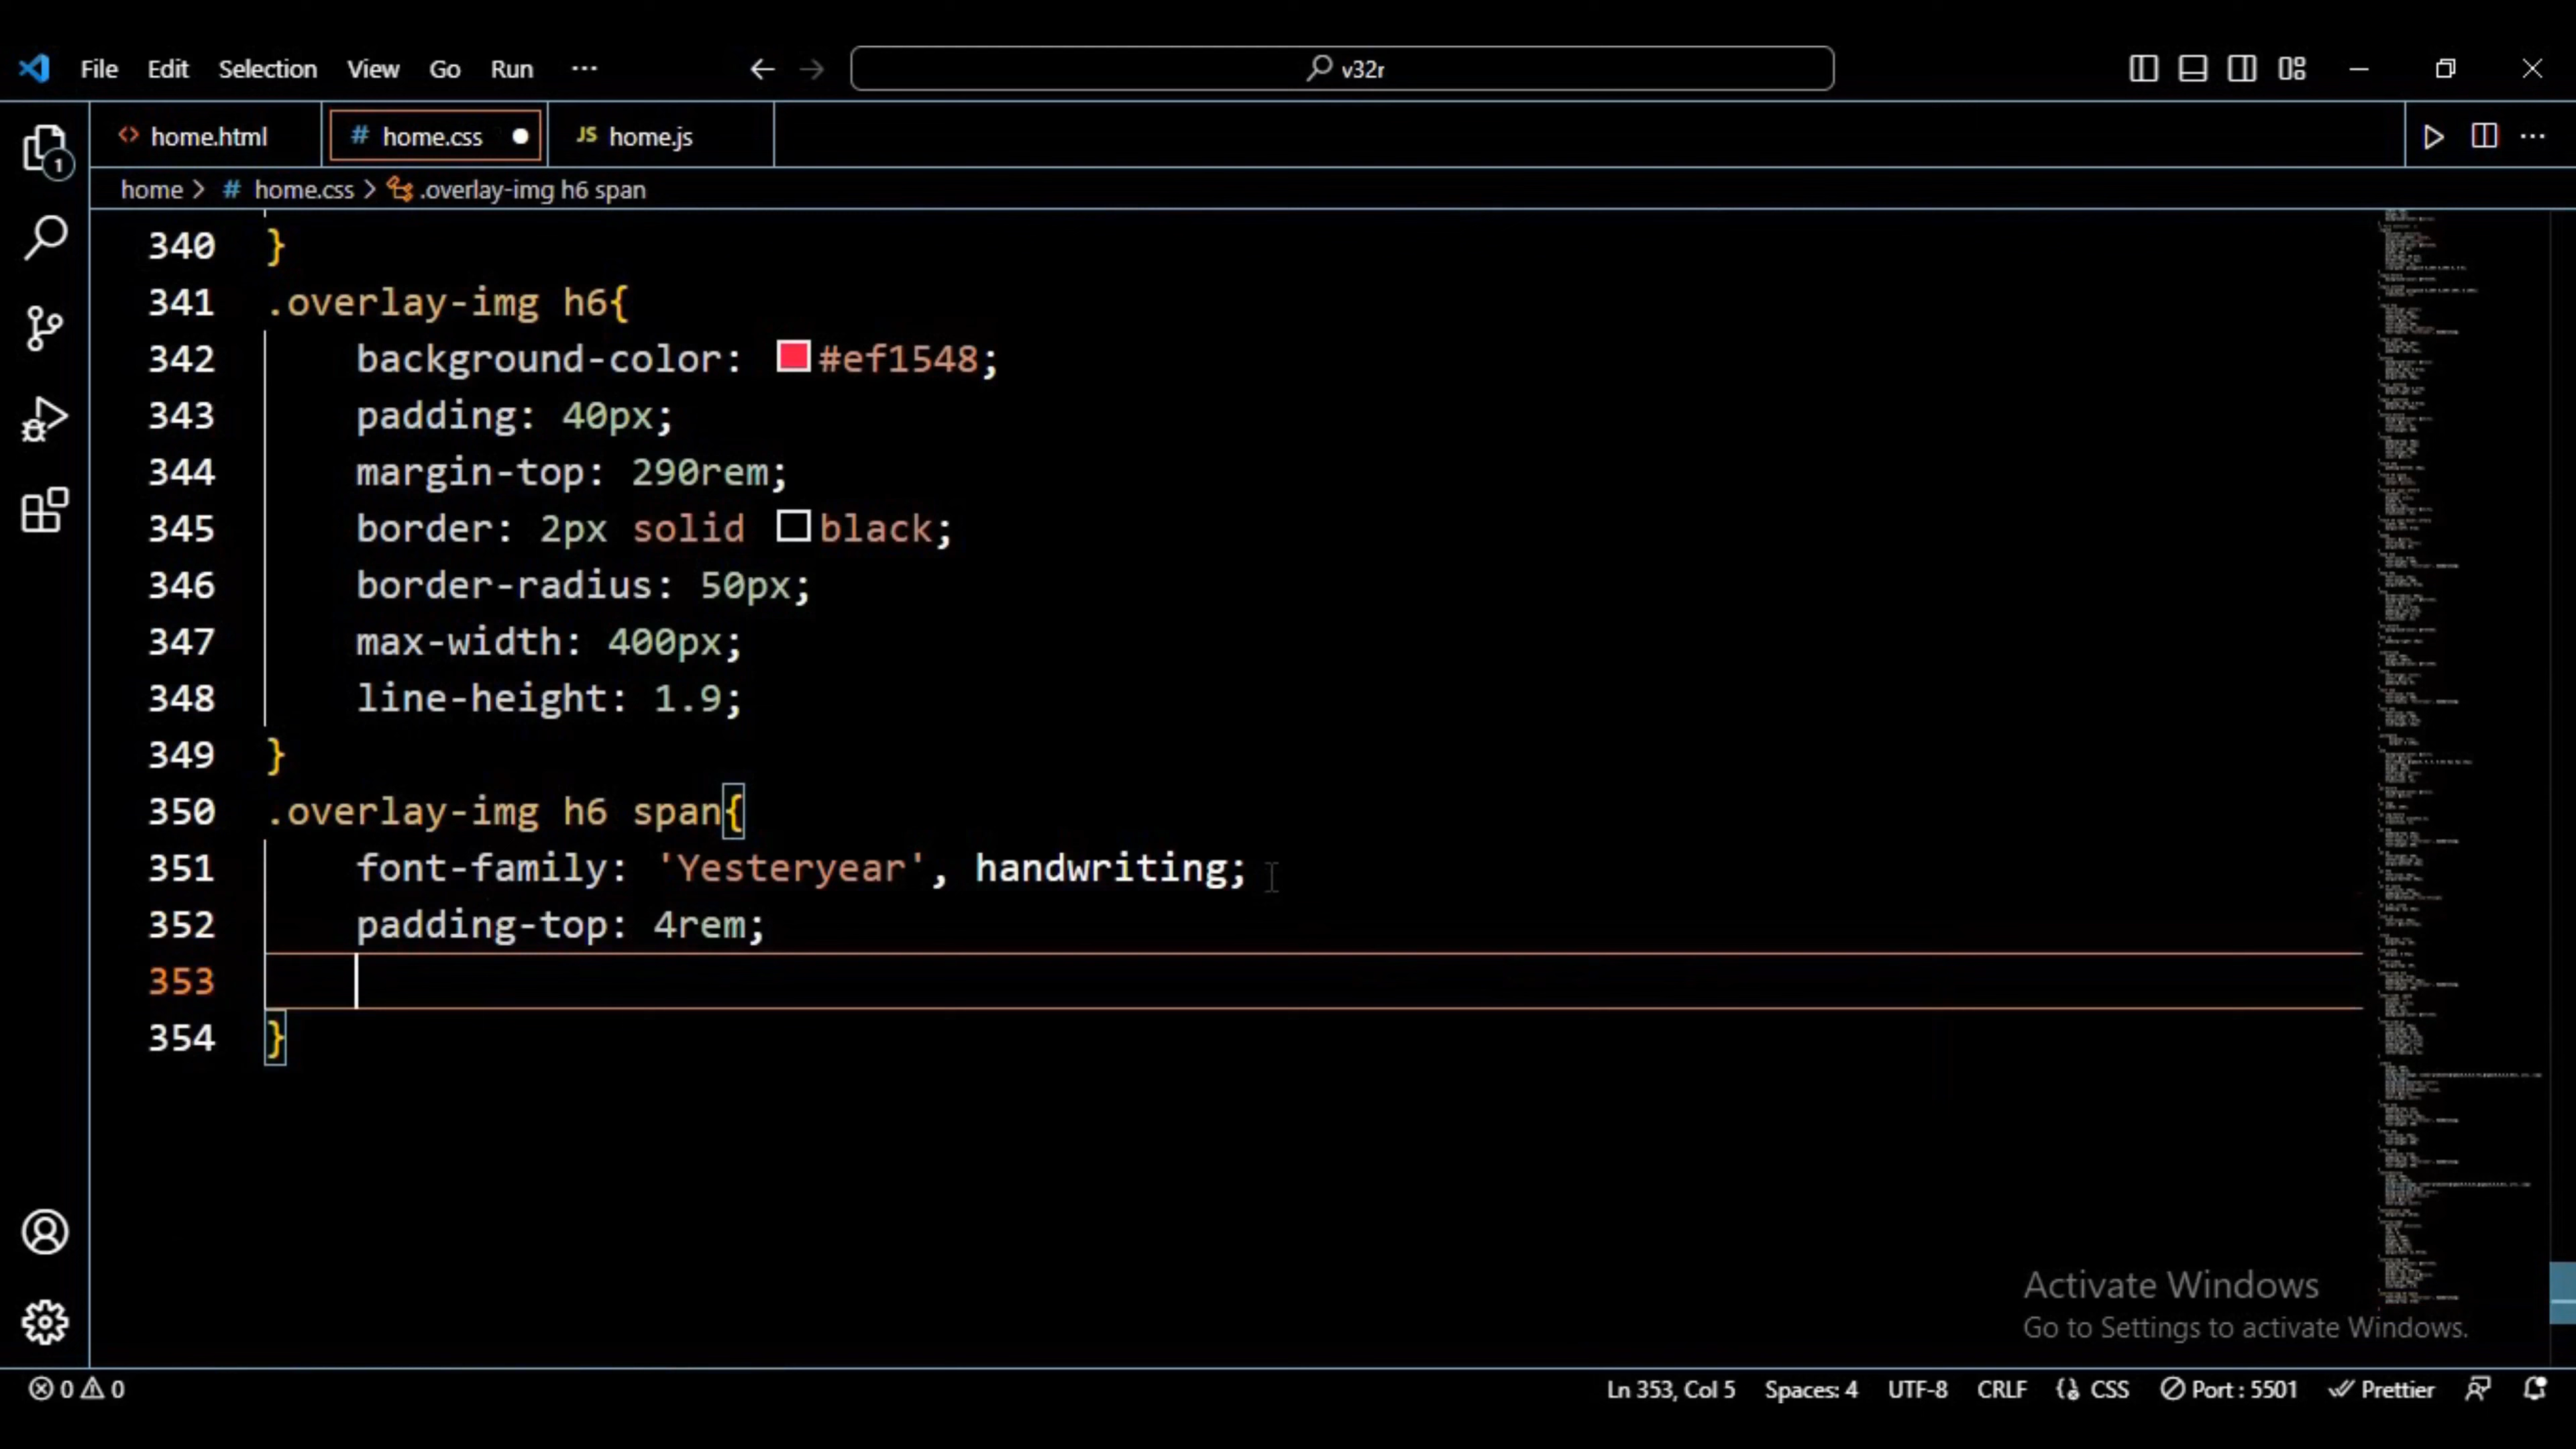 File Edit Selection View Go Run ··· v32r
home.html # home.css JS home.js
home > # home.css > .overlay-img h6 span
340 }
341 .overlay-img h6{
342 background-color: #ef1548;
343 padding: 40px;
344 margin-top: 290rem;
345 border: 2px solid black;
346 border-radius: 50px;
347 max-width: 400px;
348 line-height: 1.9;
349 }
350 .overlay-img h6 span{
351 font-family: 'Yesteryear', handwriting;
352 padding-top: 4rem;
353
354 }
1
Activate Windows
Go to Settings to activate Windows.
0 0 Ln 353, Col 5 Spaces: 4 UTF-8 CRLF CSS Port : 5501 Prettier